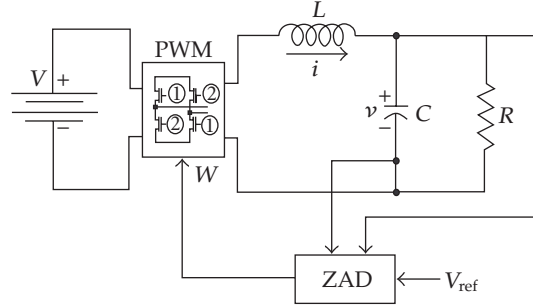 L
PWM
i
V
+
−
① ②
② ①
+
v
−
C
R
W
ZAD
V_ref